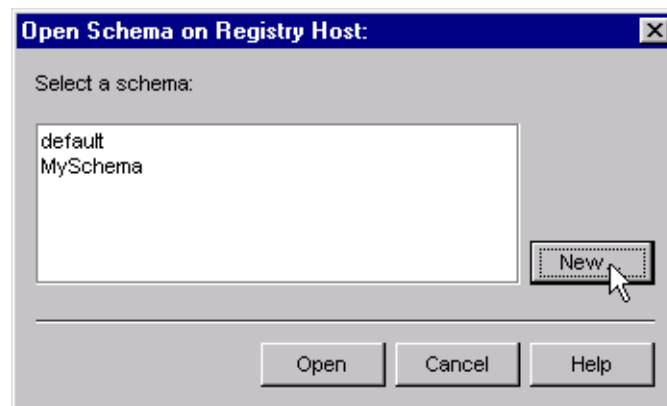 Open Schema on Registry Host:
Select a schema:
default
MySchema
New...
Open Cancel Help